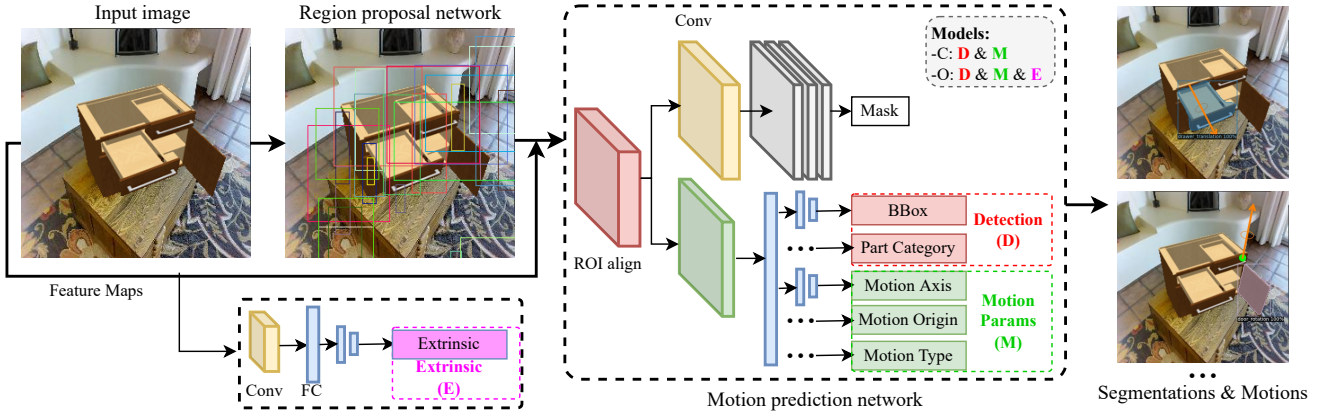 Input image
Region proposal network
Conv
Models:
-C: D & M
-O: D & M & E
Mask
ROI align
BBox
Part Category
Detection
(D)
Motion Axis
Motion Origin
Motion Type
Motion
Params
(M)
Feature Maps
Conv
FC
Extrinsic
Extrinsic
(E)
Motion prediction network
drawer_translation 100%
door_rotation 100%
Segmentations & Motions